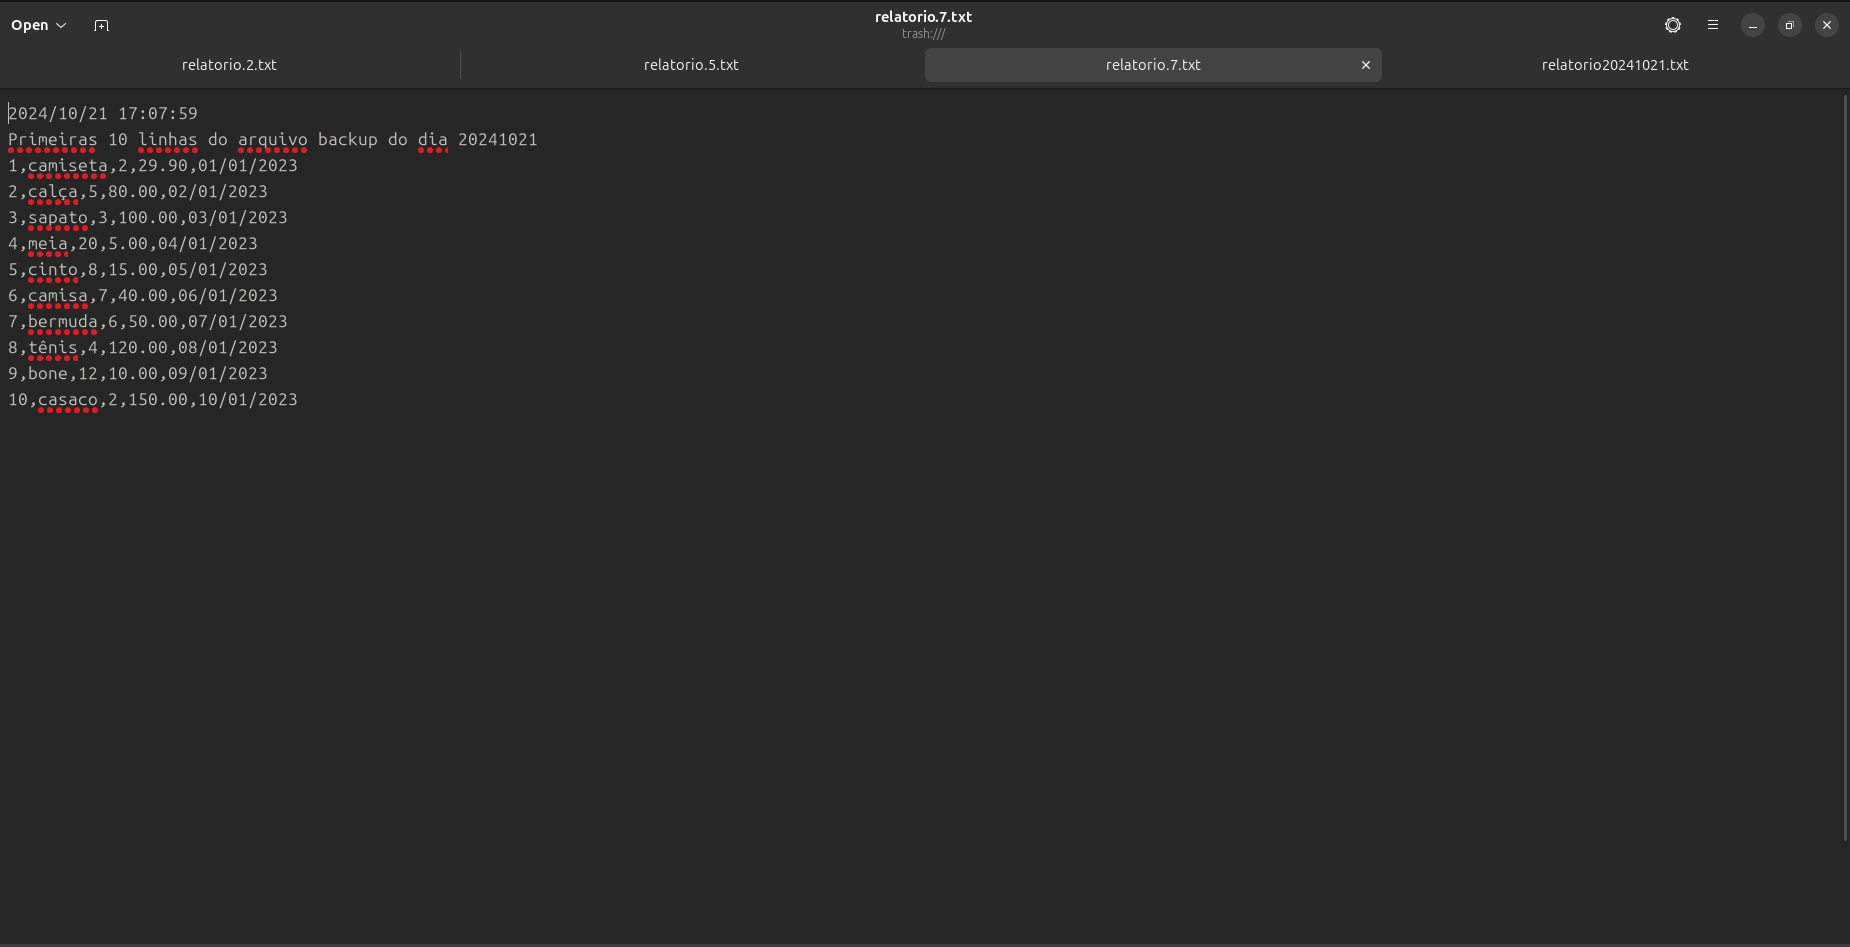 Open
relatorio.7.txt
trash:///
relatorio.2.txt
relatorio.5.txt
relatorio.7.txt
relatorio20241021.txt
2024/10/21 17:07:59
Primeiras 10 linhas do arquivo backup do dia 20241021
1,camiseta,2,29.90,01/01/2023
2,calça,5,80.00,02/01/2023
3,sapato,3,100.00,03/01/2023
4,meia,20,5.00,04/01/2023
5,cinto,8,15.00,05/01/2023
6,camisa,7,40.00,06/01/2023
7,bermuda,6,50.00,07/01/2023
8,tênis,4,120.00,08/01/2023
9,bone,12,10.00,09/01/2023
10,casaco,2,150.00,10/01/2023